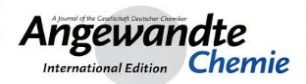 A Journal of the Gesellschaft Deutscher Chemiker
Angewandte
International Edition Chemie